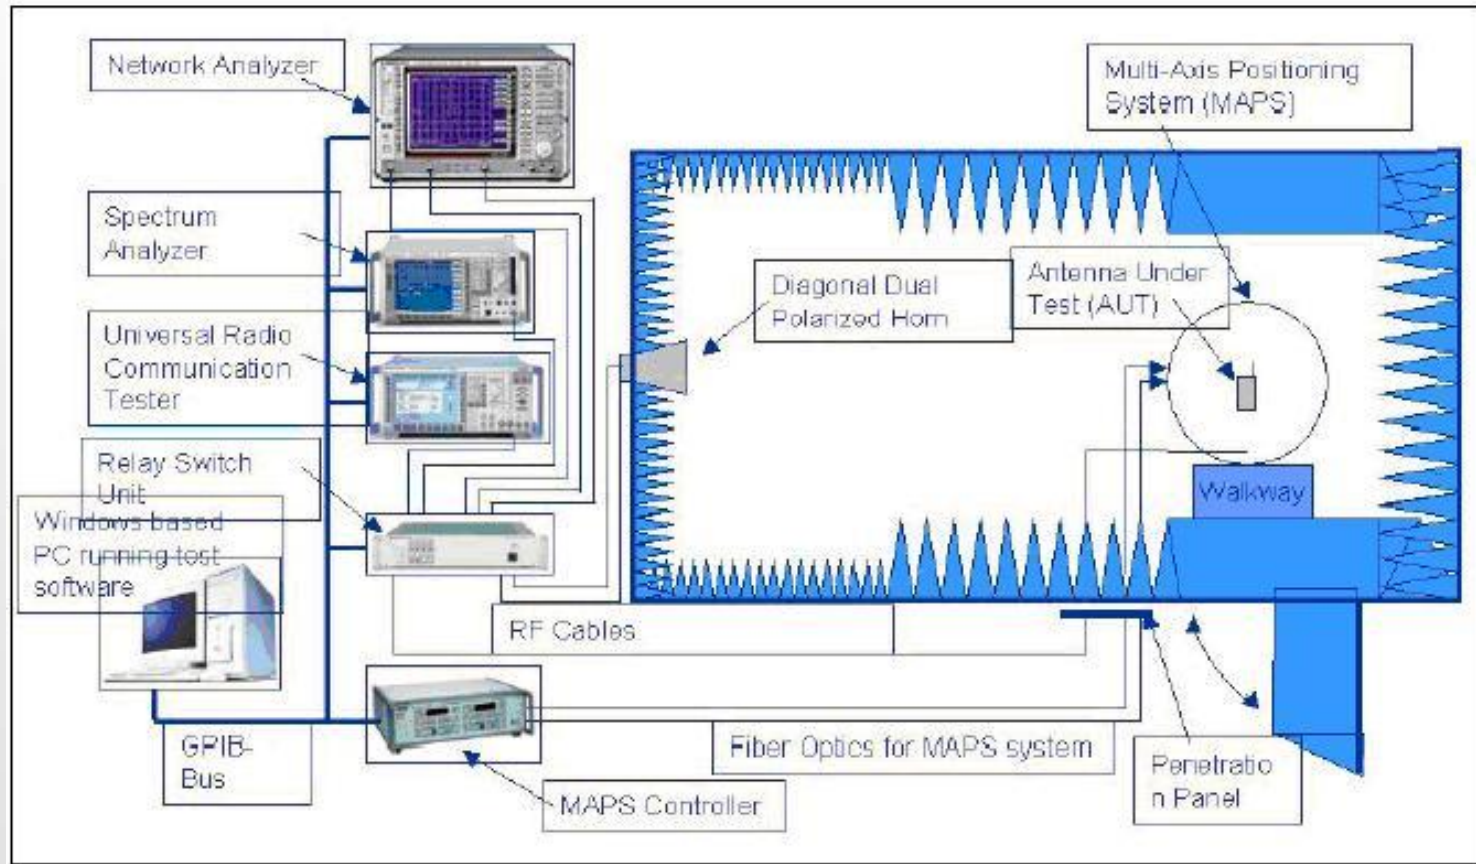 Network Analyzer
Spectrum
Analyzer
Universal Radio
Communication
Tester
Relay Switch
Unit
Windows based
PC running test
software
GPIB-
Bus
MAPS Controller
RF Cables
Fiber Optics for MAPS system
Diagonal Dual
Polarized Horn
Antenna Under
Test (AUT)
Multi-Axis Positioning
System (MAPS)
Walkway
Penetratio
n Panel